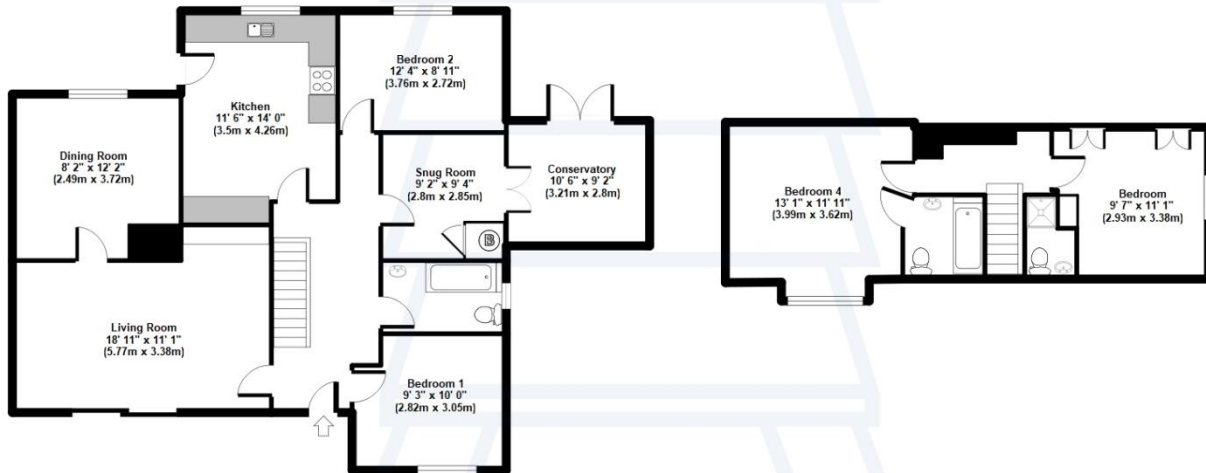 Bedroom 2
12' 4" x 8' 11"
(3.76m x 2.72m)
Kitchen
11' 6" x 14' 0"
(3.5m x 4.26m)
Dining Room
8' 2" x 12' 2"
(2.49m x 3.72m)
Snug Room
9' 2" x 9' 4"
(2.8m x 2.85m)
Conservatory
10' 6" x 9' 2"
(3.21m x 2.8m)
B
Living Room
18' 11" x 11' 1"
(5.77m x 3.38m)
Bedroom 1
9' 3" x 10' 0"
(2.82m x 3.05m)
Bedroom 4
13' 1" x 11' 11"
(3.99m x 3.62m)
Bedroom
9' 7" x 11' 1"
(2.93m x 3.38m)